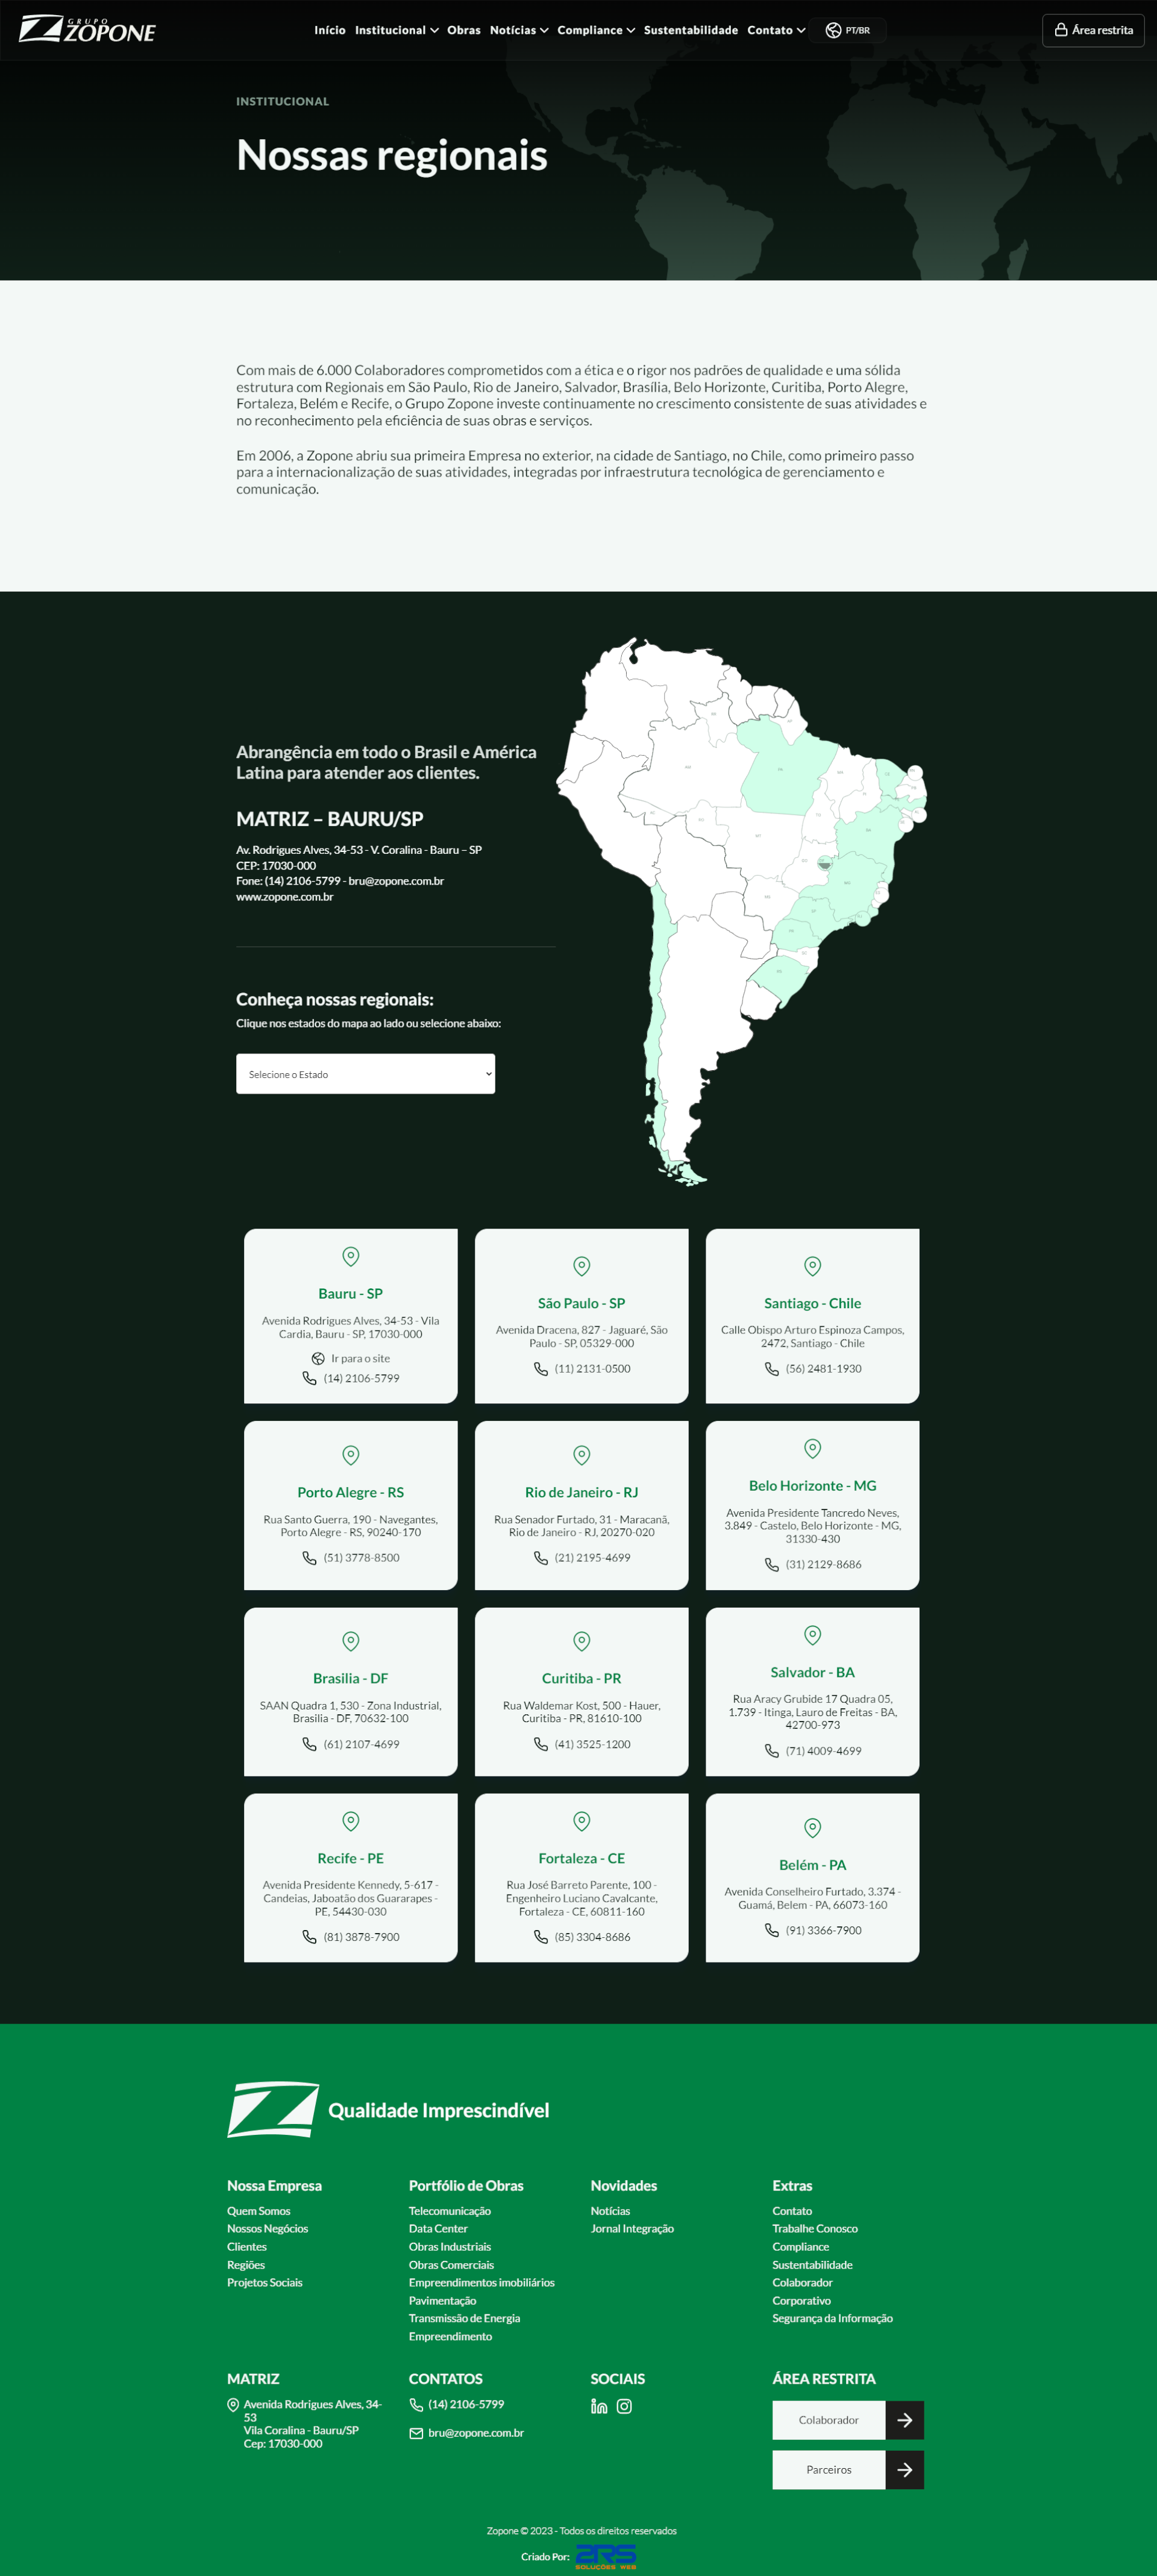 GRUPO
ZOPONE
Início Institucional Obras Notícias Compliance Sustentabilidade Contato PT/BR Área restrita
INSTITUCIONAL
Nossas regionais
Com mais de 6.000 Colaboradores comprometidos com a ética e o rigor nos padrões de qualidade e uma sólida
estrutura com Regionais em São Paulo, Rio de Janeiro, Salvador, Brasília, Belo Horizonte, Curitiba, Porto Alegre,
Fortaleza, Belém e Recife, o Grupo Zopone investe continuamente no crescimento consistente de suas atividades e
no reconhecimento pela eficiência de suas obras e serviços.
Em 2006, a Zopone abriu sua primeira Empresa no exterior, na cidade de Santiago, no Chile, como primeiro passo
para a internacionalização de suas atividades, integradas por infraestrutura tecnológica de gerenciamento e
comunicação.
Abrangência em todo o Brasil e América
Latina para atender aos clientes.
MATRIZ – BAURU/SP
Av. Rodrigues Alves, 34-53 - V. Coralina - Bauru – SP
CEP: 17030-000
Fone: (14) 2106-5799 - bru@zopone.com.br
www.zopone.com.br
Conheça nossas regionais:
Clique nos estados do mapa ao lado ou selecione abaixo:
Selecione o Estado
Bauru - SP
Avenida Rodrigues Alves, 34-53 - Vila
Cardia, Bauru - SP, 17030-000
Ir para o site
(14) 2106-5799
São Paulo - SP
Avenida Dracena, 827 - Jaguaré, São
Paulo - SP, 05329-000
(11) 2131-0500
Santiago - Chile
Calle Obispo Arturo Espinoza Campos,
2472, Santiago - Chile
(56) 2481-1930
Porto Alegre - RS
Rua Santo Guerra, 190 - Navegantes,
Porto Alegre - RS, 90240-170
(51) 3778-8500
Rio de Janeiro - RJ
Rua Senador Furtado, 31 - Maracanã,
Rio de Janeiro - RJ, 20270-020
(21) 2195-4699
Belo Horizonte - MG
Avenida Presidente Tancredo Neves,
3.849 - Castelo, Belo Horizonte - MG,
31330-430
(31) 2129-8686
Brasilia - DF
SAAN Quadra 1, 530 - Zona Industrial,
Brasilia - DF, 70632-100
(61) 2107-4699
Curitiba - PR
Rua Waldemar Kost, 500 - Hauer,
Curitiba - PR, 81610-100
(41) 3525-1200
Salvador - BA
Rua Aracy Grubide 17 Quadra 05,
1.739 - Itinga, Lauro de Freitas - BA,
42700-973
(71) 4009-4699
Recife - PE
Avenida Presidente Kennedy, 5-617 -
Candeias, Jaboatão dos Guararapes -
PE, 54430-030
(81) 3878-7900
Fortaleza - CE
Rua José Barreto Parente, 100 -
Engenheiro Luciano Cavalcante,
Fortaleza - CE, 60811-160
(85) 3304-8686
Belém - PA
Avenida Conselheiro Furtado, 3.374 -
Guamá, Belem - PA, 66073-160
(91) 3366-7900
Qualidade Imprescindível
Nossa Empresa
Quem Somos
Nossos Negócios
Clientes
Regiões
Projetos Sociais
Portfólio de Obras
Telecomunicação
Data Center
Obras Industriais
Obras Comerciais
Empreendimentos imobiliários
Pavimentação
Transmissão de Energia
Empreendimento
Novidades
Notícias
Jornal Integração
Extras
Contato
Trabalhe Conosco
Compliance
Sustentabilidade
Colaborador
Corporativo
Segurança da Informação
MATRIZ
Avenida Rodrigues Alves, 34-
53
Vila Coralina - Bauru/SP
Cep: 17030-000
CONTATOS
(14) 2106-5799
bru@zopone.com.br
SOCIAIS
ÁREA RESTRITA
Colaborador
Parceiros
Zopone © 2023 - Todos os direitos reservados
Criado Por: 2RS
SOLUÇÕES WEB